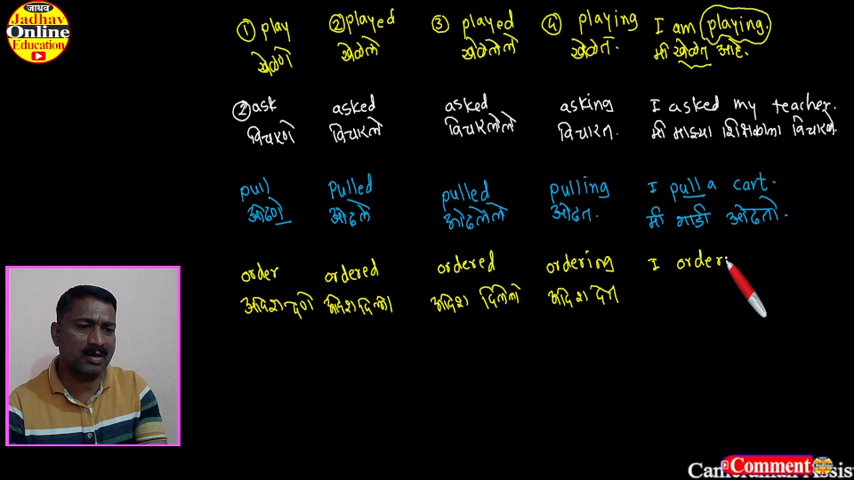 जाधव
Jadhav
Online
Education
① play ② played ③ played ④ playing I am playing.
खेळणे खेळले खेळलेले खेळत. मी खेळत आहे.
② ask asked asked asking I asked my teacher.
विचारणे विचारले विचारलेले विचारत. मी माझ्या शिक्षकांना विचारले
pull Pulled pulled pulling I pull a cart.
ओढणे ओढले ओढलेले ओढत. मी गाडी ओढतो.
order ordered ordered ordering I order
आदेश देणे आदेश दिला आदेश दिलेले आदेश देत
Comment